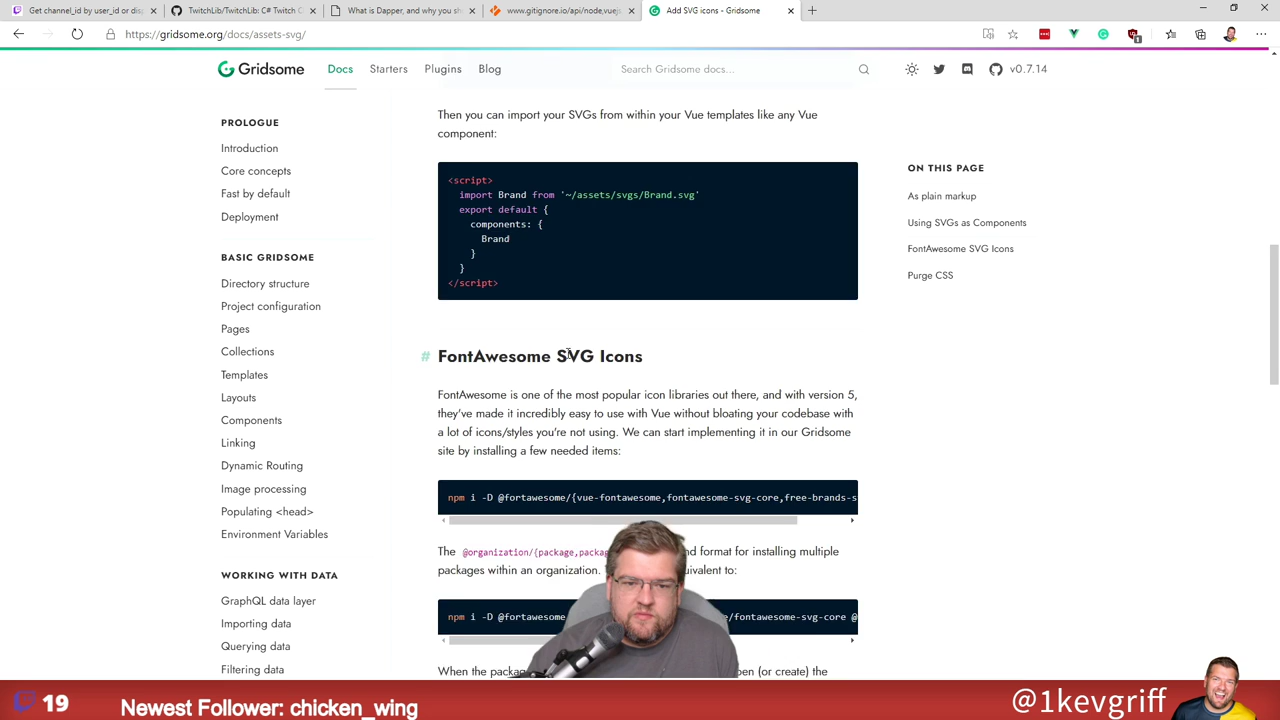 Get channel_id by user_id or disp
TwitchLib/TwitchLib: C# Twitch C
What is Dapper, and why you sh
www.gitignore.io/api/node,vue,vs
Add SVG icons - Gridsome
https://gridsome.org/docs/assets-svg/
1
Gridsome
Docs
Starters
Plugins
Blog
Search Gridsome docs...
v0.7.14
PROLOGUE
Introduction
Core concepts
Fast by default
Deployment
BASIC GRIDSOME
Directory structure
Project configuration
Pages
Collections
Templates
Layouts
Components
Linking
Dynamic Routing
Image processing
Populating <head>
Environment Variables
WORKING WITH DATA
GraphQL data layer
Importing data
Querying data
Filtering data
Then you can import your SVGs from within your Vue templates like any Vue
component:
<script>
import Brand from '~/assets/svgs/Brand.svg'
export default {
components: {
Brand
}
}
</script>
# FontAwesome SVG Icons
FontAwesome is one of the most popular icon libraries out there, and with version 5,
they've made it incredibly easy to use with Vue without bloating your codebase with
a lot of icons/styles you're not using. We can start implementing it in our Gridsome
site by installing a few needed items:
npm i -D @fortawesome/{vue-fontawesome,fontawesome-svg-core,free-brands-s
The @organization/{package,packag nd format for installing multiple
packages within an organization. quivalent to:
npm i -D @fortawesome e/fontawesome-svg-core @
When the packag pen (or create) the
ON THIS PAGE
As plain markup
Using SVGs as Components
FontAwesome SVG Icons
Purge CSS
19
Newest Follower: chicken_wing
@1kevgriff